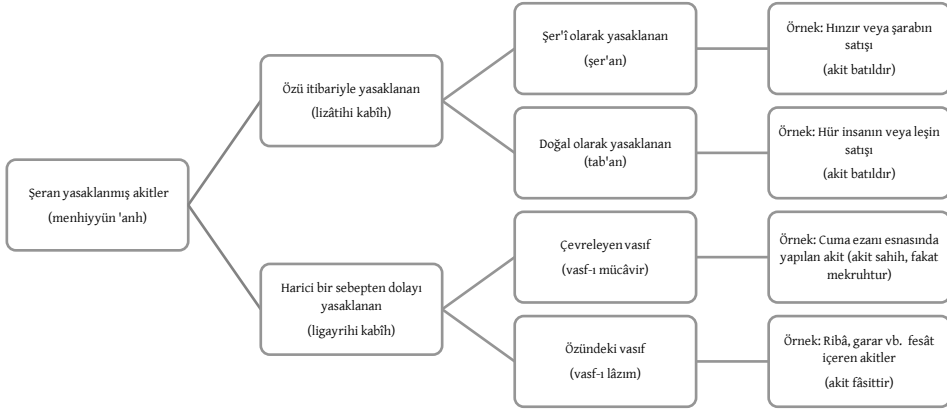 Şeran yasaklanmış akitler
(menhiyyün 'anh)
Özü itibariyle yasaklanan
(lizâtihi kabîh)
Şer'î olarak yasaklanan
(şer'an)
Örnek: Hınzır veya şarabın
satışı
(akit batıldır)
Doğal olarak yasaklanan
(tab'an)
Örnek: Hür insanın veya leşin
satışı
(akit batıldır)
Harici bir sebepten dolayı
yasaklanan
(ligayrihi kabîh)
Çevreleyen vasıf
(vasf-ı mücâvir)
Örnek: Cuma ezanı esnasında
yapılan akit (akit sahih, fakat
mekruhtur)
Özündeki vasıf
(vasf-ı lâzım)
Örnek: Ribâ, garar vb. fesât
içeren akitler
(akit fâsittir)